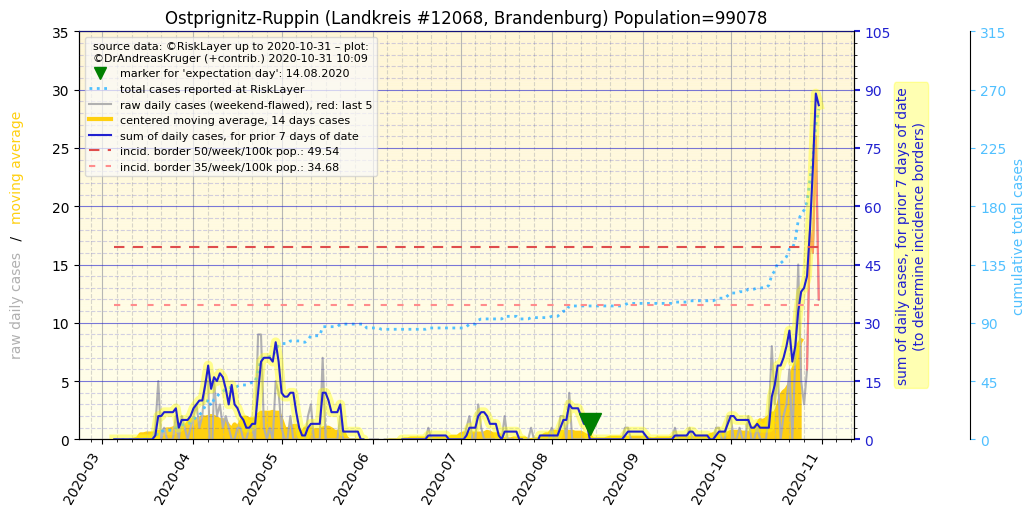 Ostprignitz-Ruppin (Landkreis #12068, Brandenburg) Population=99078
source data: ©RiskLayer up to 2020-10-31 – plot:
©DrAndreasKruger (+contrib.) 2020-10-31 10:09
marker for 'expectation day': 14.08.2020
total cases reported at RiskLayer
raw daily cases (weekend-flawed), red: last 5
centered moving average, 14 days cases
sum of daily cases, for prior 7 days of date
incid. border 50/week/100k pop.: 49.54
incid. border 35/week/100k pop.: 34.68
raw daily cases / moving average
35
30
25
20
15
10
5
0
2020-03
2020-04
2020-05
2020-06
2020-07
2020-08
2020-09
2020-10
2020-11
105
90
75
60
45
30
15
0
sum of daily cases, for prior 7 days of date
(to determine incidence borders)
315
270
225
180
135
90
45
0
cumulative total cases